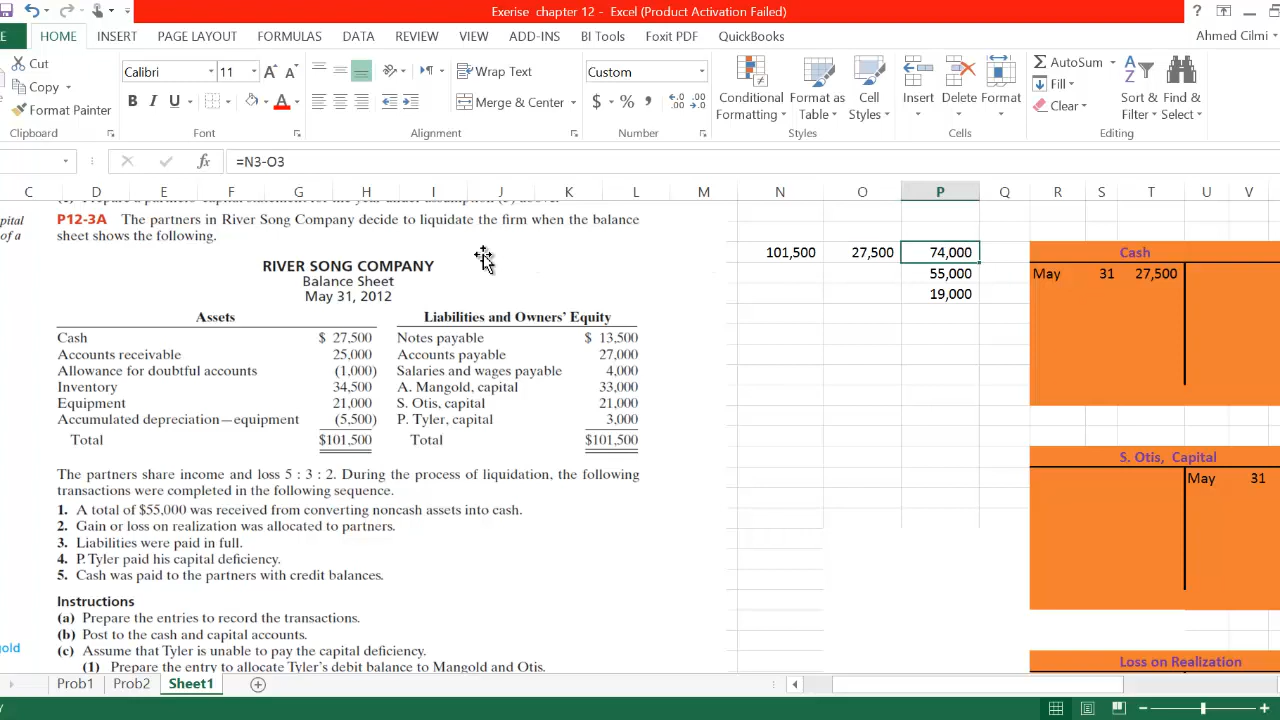 Exerise chapter 12 - Excel (Product Activation Failed)
E HOME INSERT PAGE LAYOUT FORMULAS DATA REVIEW VIEW ADD-INS BI Tools Foxit PDF QuickBooks Ahmed Cilmi
Cut
Copy
Format Painter
Clipboard
Calibri 11
B I U
Font
Wrap Text
Merge & Center
Alignment
Custom
$ % ,
Number
Conditional Formatting
Format as Table
Cell Styles
Styles
Insert Delete Format
Cells
AutoSum
Fill
Clear
Sort & Filter
Find & Select
Editing
fx =N3-O3
C D E F G H I J K L M N O P Q R S T U V
pital
of a
P12-3A The partners in River Song Company decide to liquidate the firm when the balance
sheet shows the following.
RIVER SONG COMPANY
Balance Sheet
May 31, 2012
Assets Liabilities and Owners' Equity
Cash $ 27,500 Notes payable $ 13,500
Accounts receivable 25,000 Accounts payable 27,000
Allowance for doubtful accounts (1,000) Salaries and wages payable 4,000
Inventory 34,500 A. Mangold, capital 33,000
Equipment 21,000 S. Otis, capital 21,000
Accumulated depreciation—equipment (5,500) P. Tyler, capital 3,000
Total $101,500 Total $101,500
The partners share income and loss 5 : 3 : 2. During the process of liquidation, the following
transactions were completed in the following sequence.
1. A total of $55,000 was received from converting noncash assets into cash.
2. Gain or loss on realization was allocated to partners.
3. Liabilities were paid in full.
4. P. Tyler paid his capital deficiency.
5. Cash was paid to the partners with credit balances.
Instructions
(a) Prepare the entries to record the transactions.
(b) Post to the cash and capital accounts.
(c) Assume that Tyler is unable to pay the capital deficiency.
(1) Prepare the entry to allocate Tyler's debit balance to Mangold and Otis.
gold
101,500 27,500 74,000
55,000
19,000
Cash
May 31 27,500
S. Otis, Capital
May 31
Loss on Realization
Prob1 Prob2 Sheet1